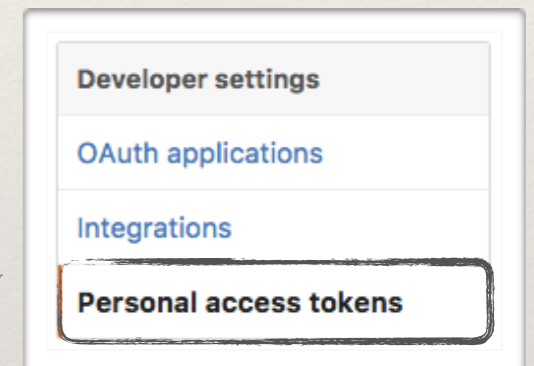 Developer settings
OAuth applications
Integrations
Personal access tokens